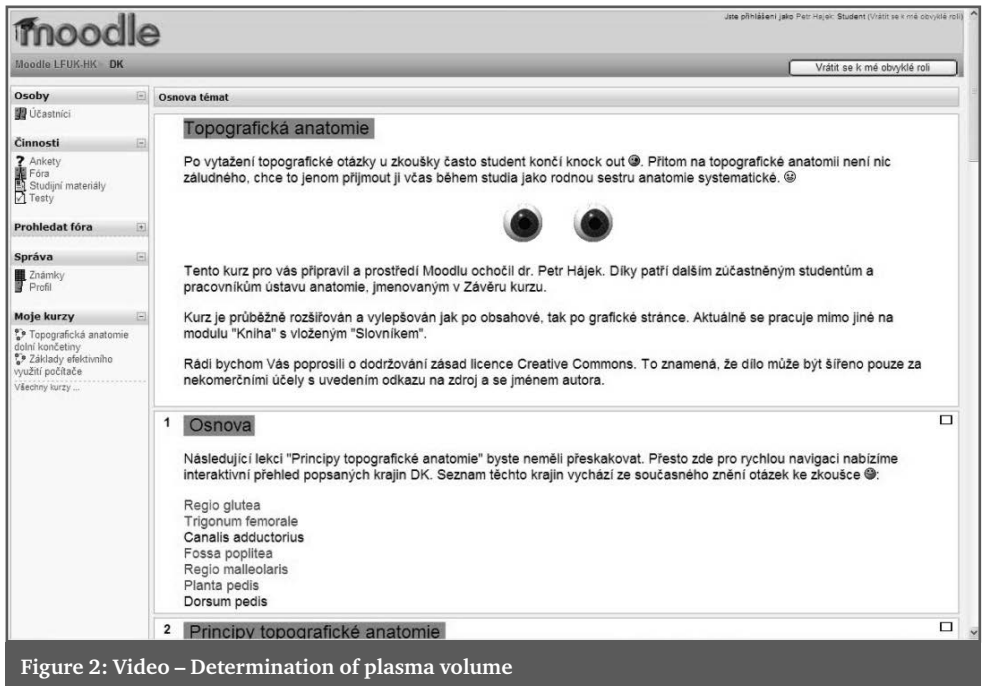 moodle
Jste přihlášeni jako Petr Hajek: Student (Vrátit se k mé obvyklé roli)
Moodle LFUK-HK ▸ DK
Vrátit se k mé obvyklé roli
Osoby
Účastníci
Činnosti
Ankety
Fóra
Studijní materiály
Testy
Prohledat fóra
Správa
Známky
Profil
Moje kurzy
Topografická anatomie
dolní končetiny
Základy efektivního
využití počítače
Všechny kurzy ...
Osnova témat
Topografická anatomie
Po vytažení topografické otázky u zkoušky často student končí knock out. Přitom na topografické anatomii není nic
záludného, chce to jenom přijmout ji včas během studia jako rodnou sestru anatomie systematické.
Tento kurz pro vás připravil a prostředí Moodlu ochočil dr. Petr Hájek. Díky patří dalším zúčastněným studentům a
pracovníkům ústavu anatomie, jmenovaným v Závěru kurzu.
Kurz je průběžně rozšiřován a vylepšován jak po obsahové, tak po grafické stránce. Aktuálně se pracuje mimo jiné na
modulu "Kniha" s vloženým "Slovníkem".
Rádi bychom Vás poprosili o dodržování zásad licence Creative Commons. To znamená, že dílo může být šířeno pouze za
nekomerčními účely s uvedením odkazu na zdroj a se jménem autora.
1 Osnova
Následující lekci "Principy topografické anatomie" byste neměli přeskakovat. Přesto zde pro rychlou navigaci nabízíme
interaktivní přehled popsaných krajin DK. Seznam těchto krajin vychází ze současného znění otázek ke zkoušce :
Regio glutea
Trigonum femorale
Canalis adductorius
Fossa poplitea
Regio malleolaris
Planta pedis
Dorsum pedis
2 Principy topografické anatomie
Figure 2: Video – Determination of plasma volume